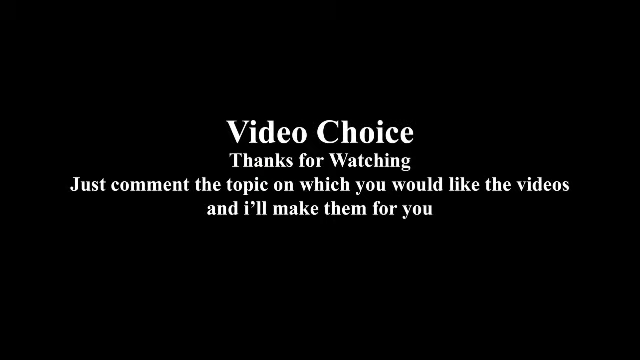 Video Choice
Thanks for Watching
Just comment the topic on which you would like the videos
and i’ll make them for you